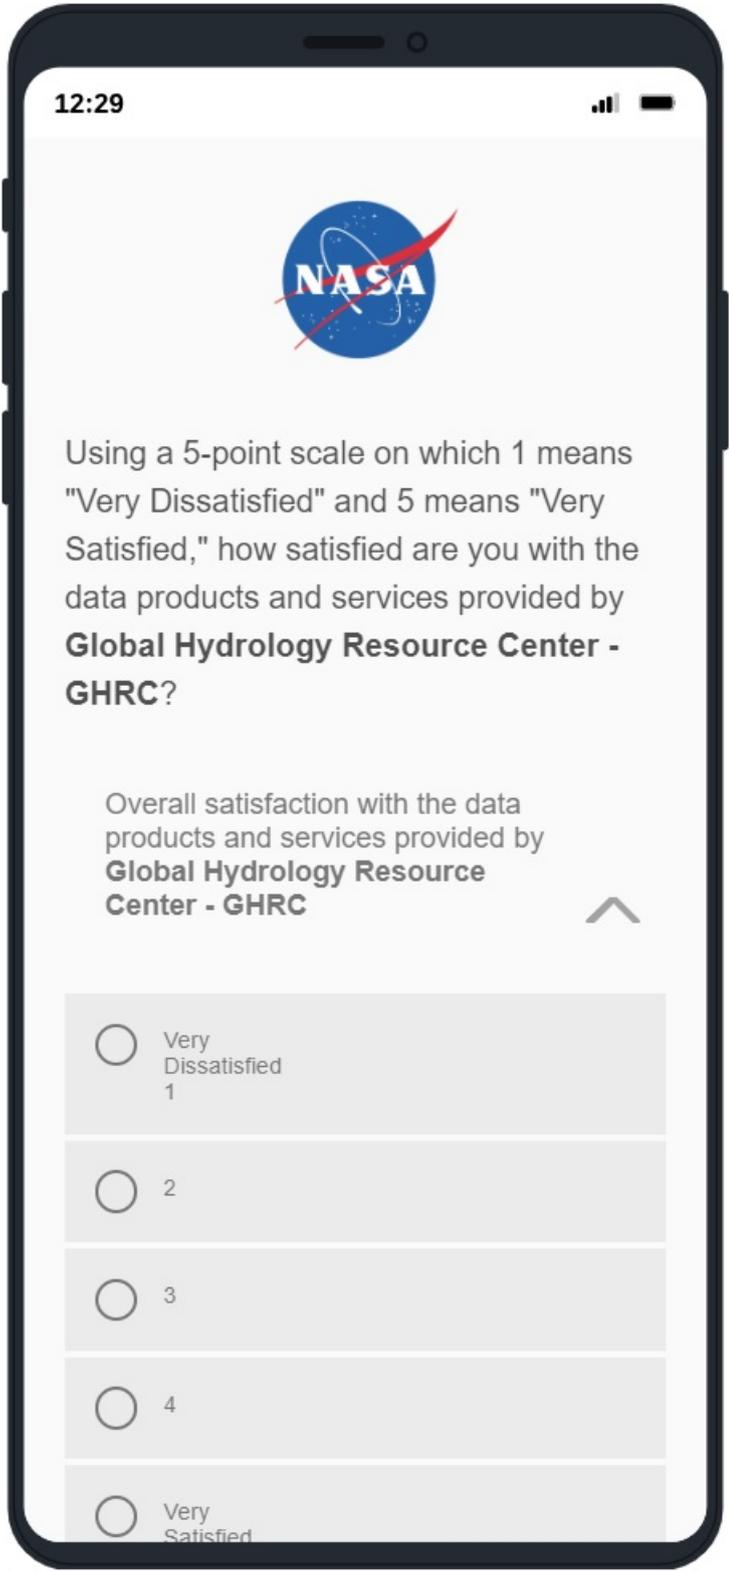 12:29
NASA
Using a 5-point scale on which 1 means
"Very Dissatisfied" and 5 means "Very
Satisfied," how satisfied are you with the
data products and services provided by
Global Hydrology Resource Center -
GHRC?
Overall satisfaction with the data
products and services provided by
Global Hydrology Resource
Center - GHRC
Very
Dissatisfied
1
2
3
4
Very
Satisfied